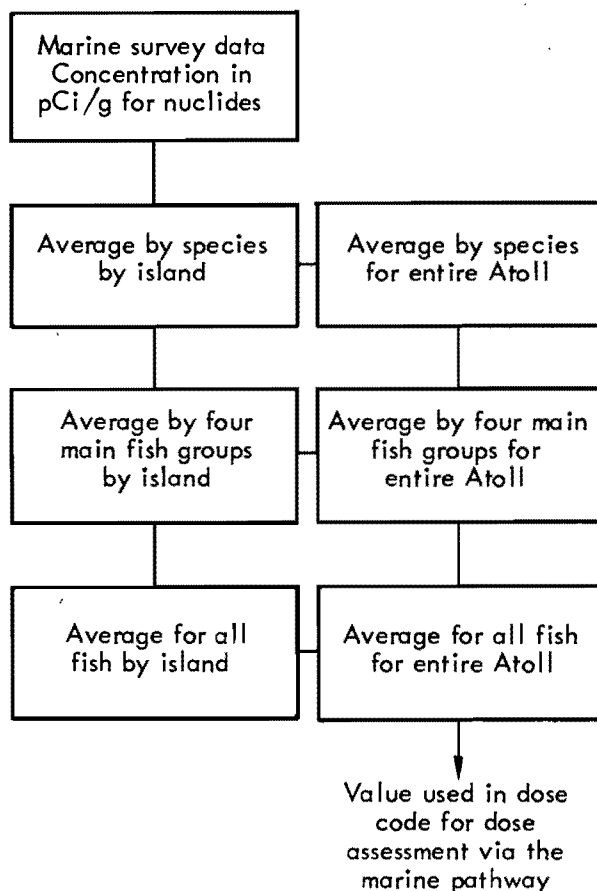 Marine survey data
Concentration in
pCi/g for nuclides
Average by species
by island
Average by species
for entire Atoll
Average by four
main fish groups
by island
Average by four main
fish groups for
entire Atoll
Average for all
fish by island
Average for all fish
for entire Atoll
Value used in dose
code for dose
assessment via the
marine pathway